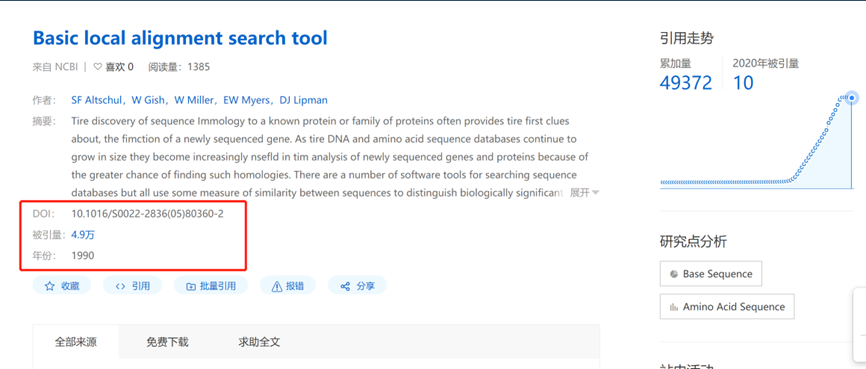 Basic local alignment search tool
来自 NCBI | 喜欢 0 阅读量: 1385
作者: SF Altschul, W Gish, W Miller, EW Myers, DJ Lipman
摘要: Tire discovery of sequence Immology to a known protein or family of proteins often provides tire first clues
about, the fimction of a newly sequenced gene. As tire DNA and amino acid sequence databases continue to
grow in size they become increasingly nsefld in tim analysis of newly sequenced genes and proteins because of
the greater chance of finding such homologies. There are a number of software tools for searching sequence
databases but all use some measure of similarity between sequences to distinguish biologically significant 展开
DOI: 10.1016/S0022-2836(05)80360-2
被引量: 4.9万
年份: 1990
收藏 引用 批量引用 报错 分享
全部来源 免费下载 求助全文
引用走势
累加量 2020年被引量
49372 10
研究点分析
Base Sequence
Amino Acid Sequence